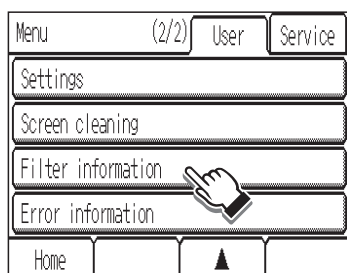 Menu (2/2) User Service
Settings
Screen cleaning
Filter information
Error information
Home